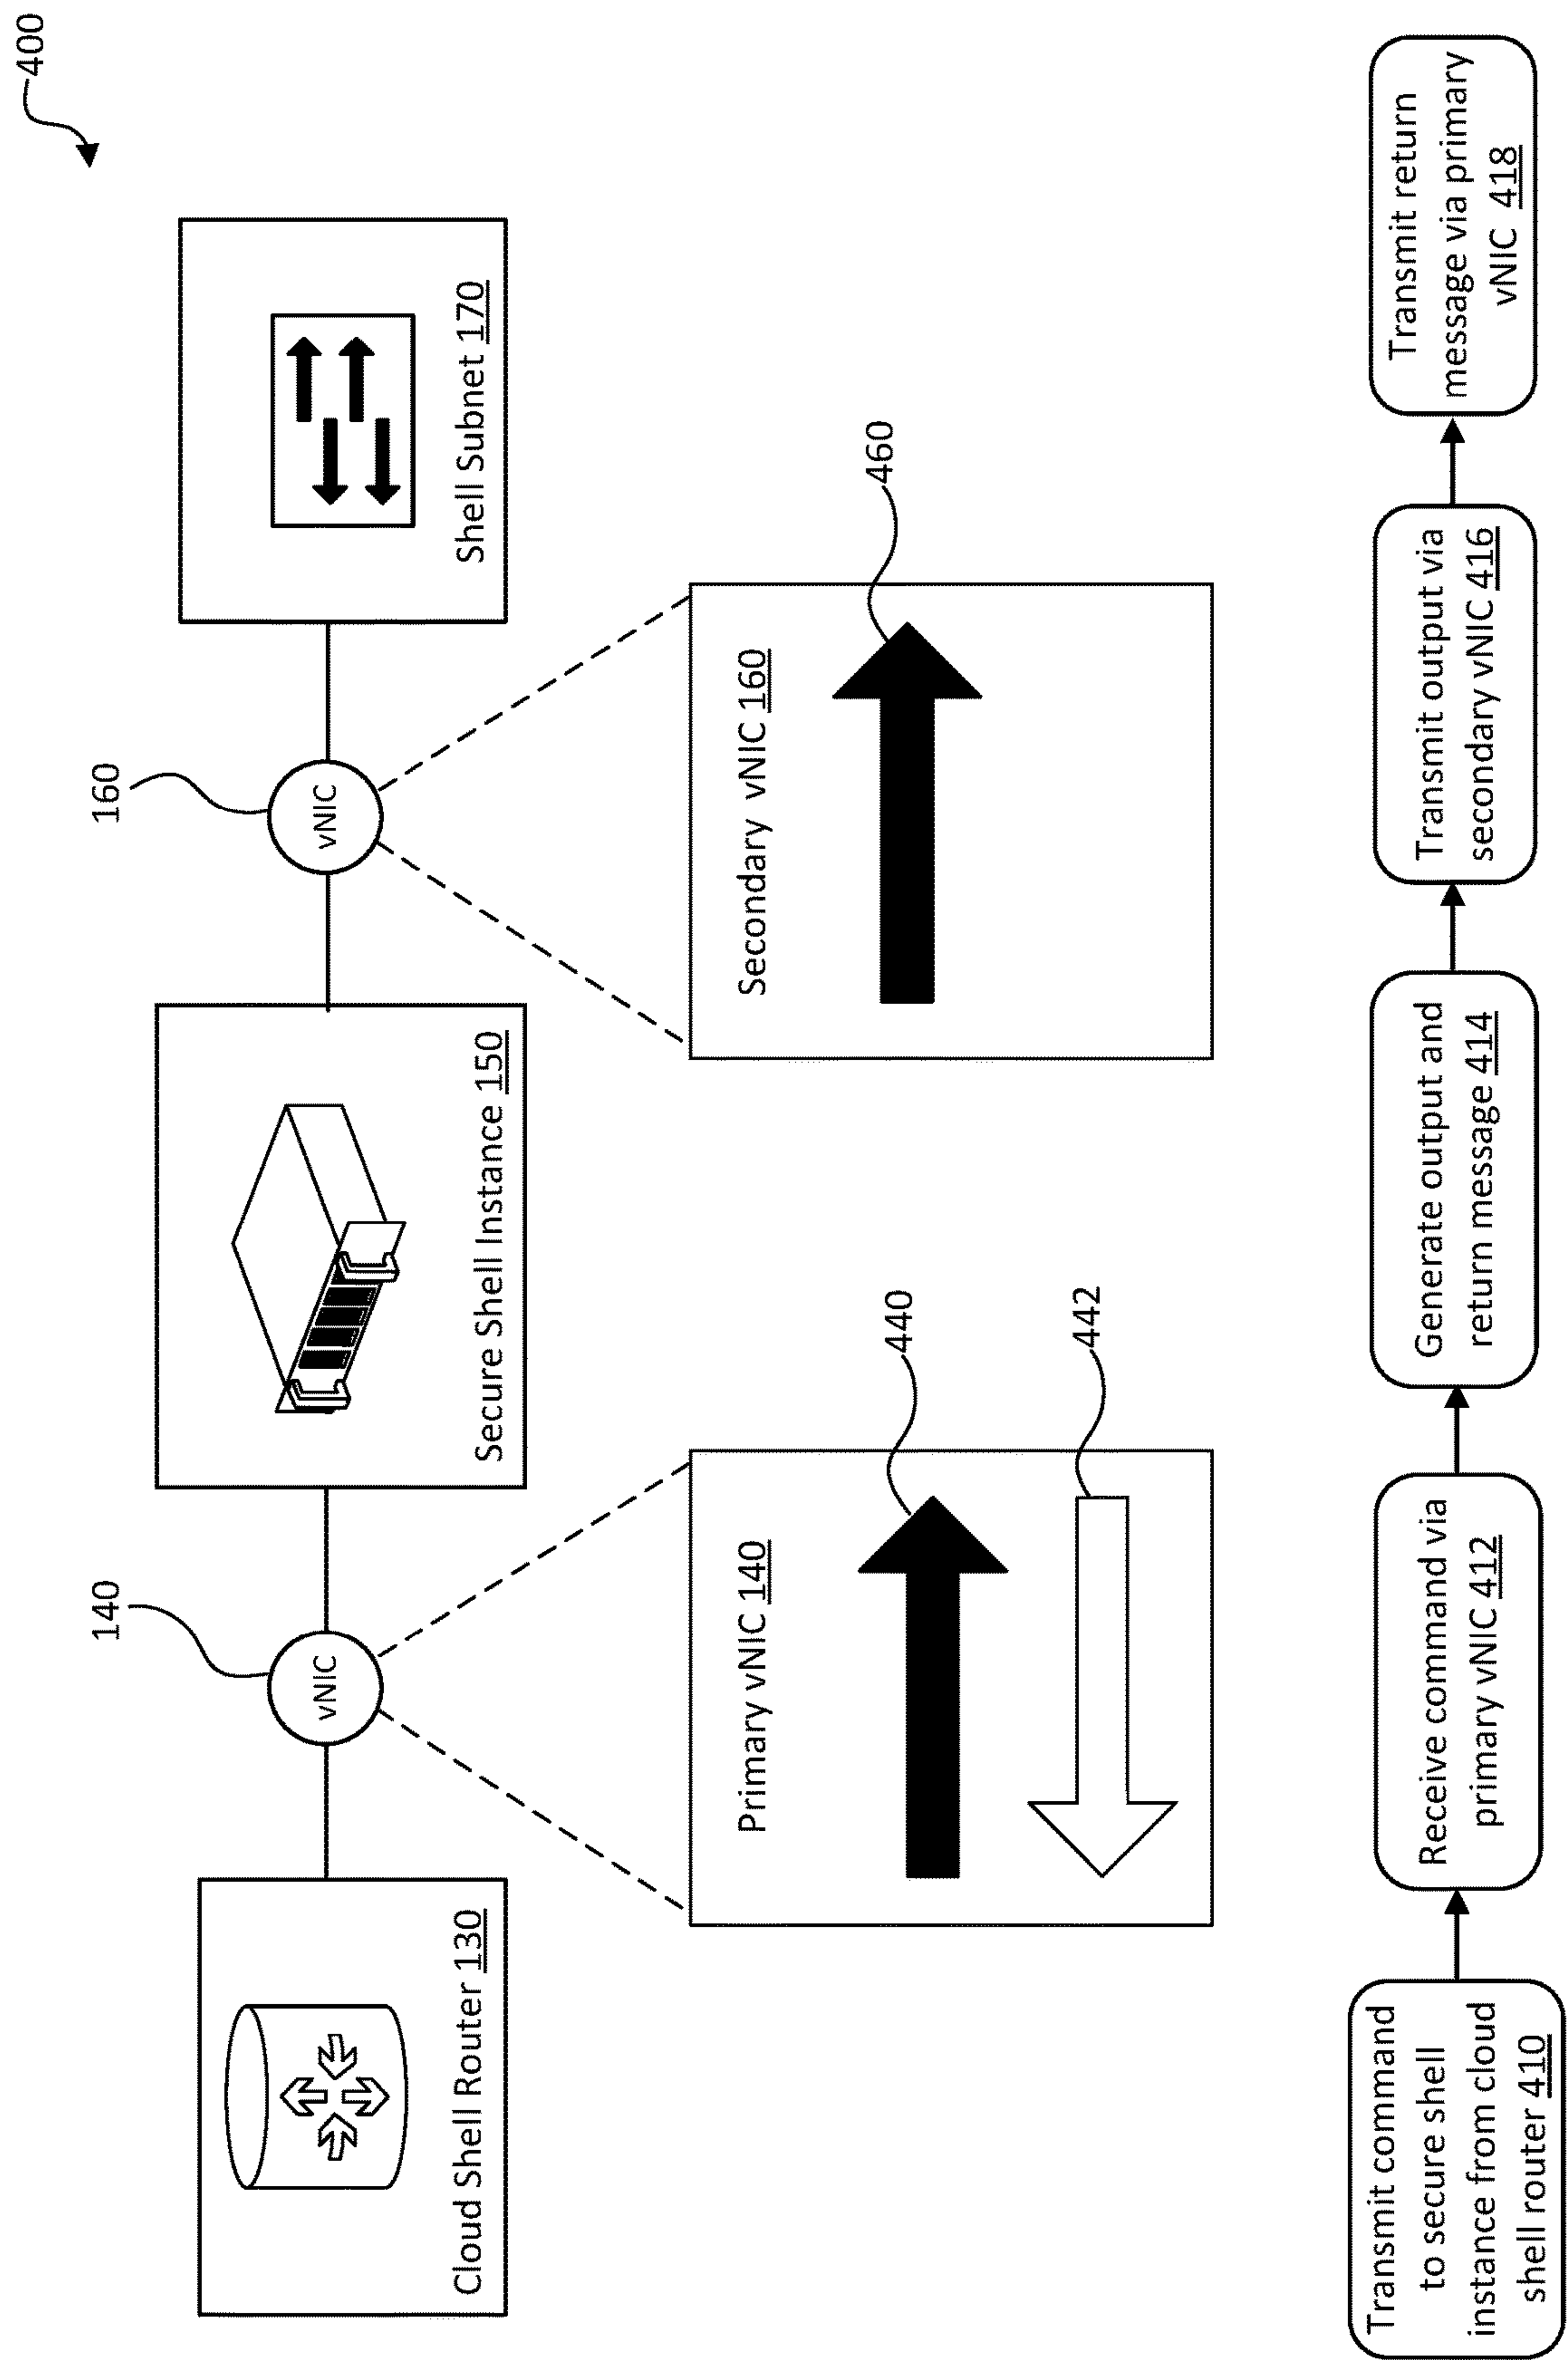 400
140
160
vNIC
vNIC
Cloud Shell Router 130
Secure Shell Instance 150
Shell Subnet 170
Primary vNIC 140
440
442
Secondary vNIC 160
460
Transmit command
to secure shell
instance from cloud
shell router 410
Receive command via
primary vNIC 412
Generate output and
return message 414
Transmit output via
secondary vNIC 416
Transmit return
message via primary
vNIC 418